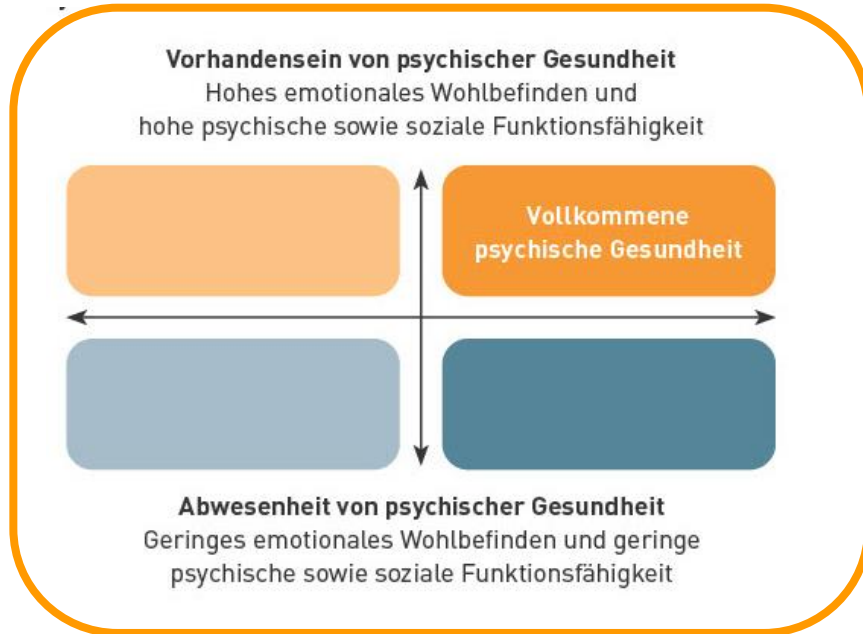 Vorhandensein von psychischer Gesundheit
Hohes emotionales Wohlbefinden und
hohe psychische sowie soziale Funktionsfähigkeit
Vollkommene
psychische Gesundheit
Abwesenheit von psychischer Gesundheit
Geringes emotionales Wohlbefinden und geringe
psychische sowie soziale Funktionsfähigkeit